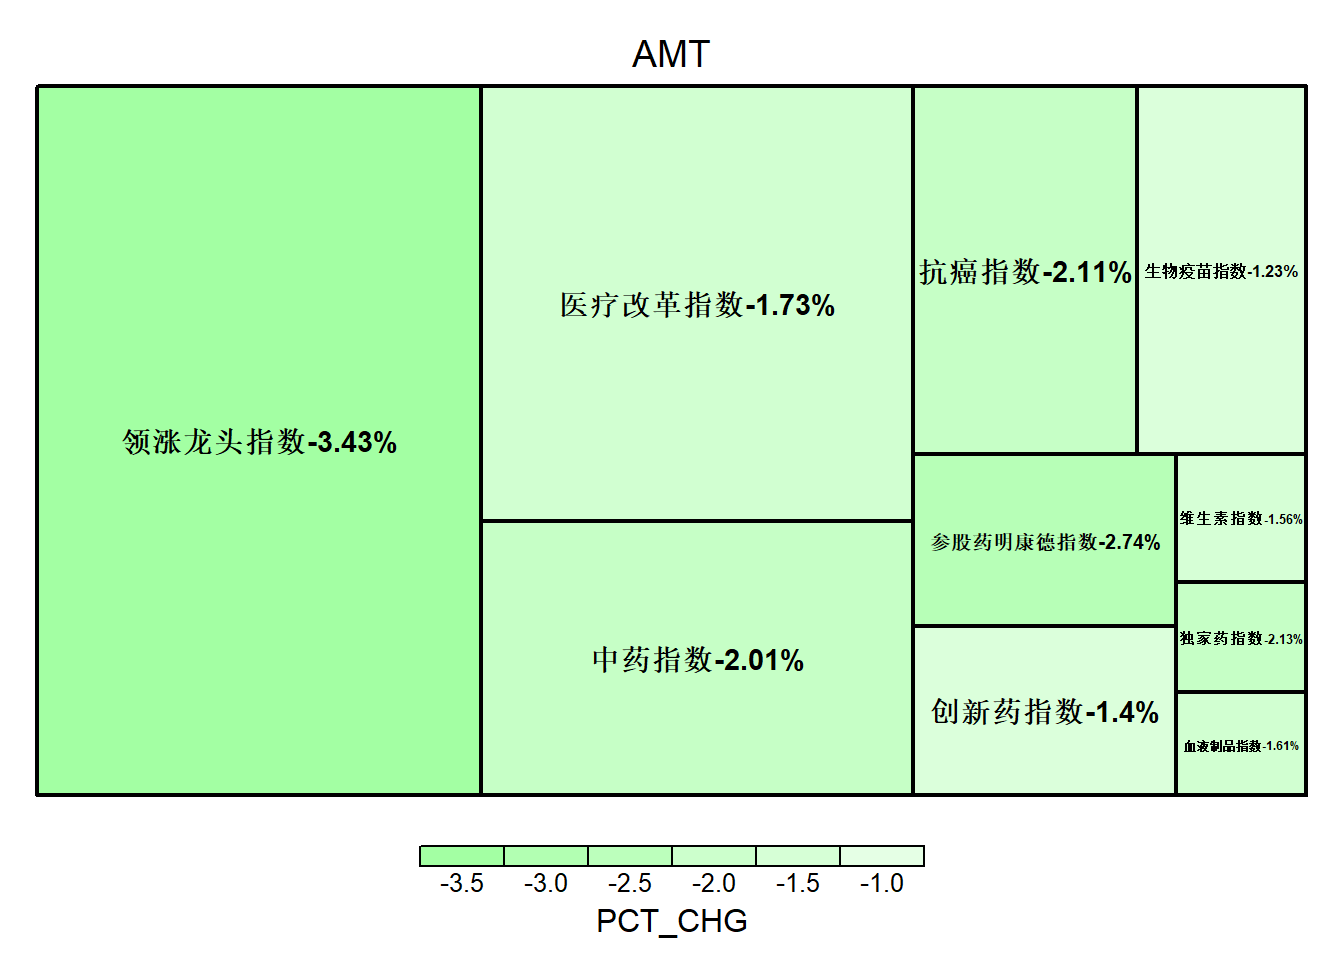 AMT
领涨龙头指数-3.43%
医疗改革指数-1.73%
中药指数-2.01%
抗癌指数-2.11%
生物疫苗指数-1.23%
参股药明康德指数-2.74%
创新药指数-1.4%
维生素指数-1.56%
独家药指数-2.13%
血液制品指数-1.61%
-3.5 -3.0 -2.5 -2.0 -1.5 -1.0
PCT_CHG